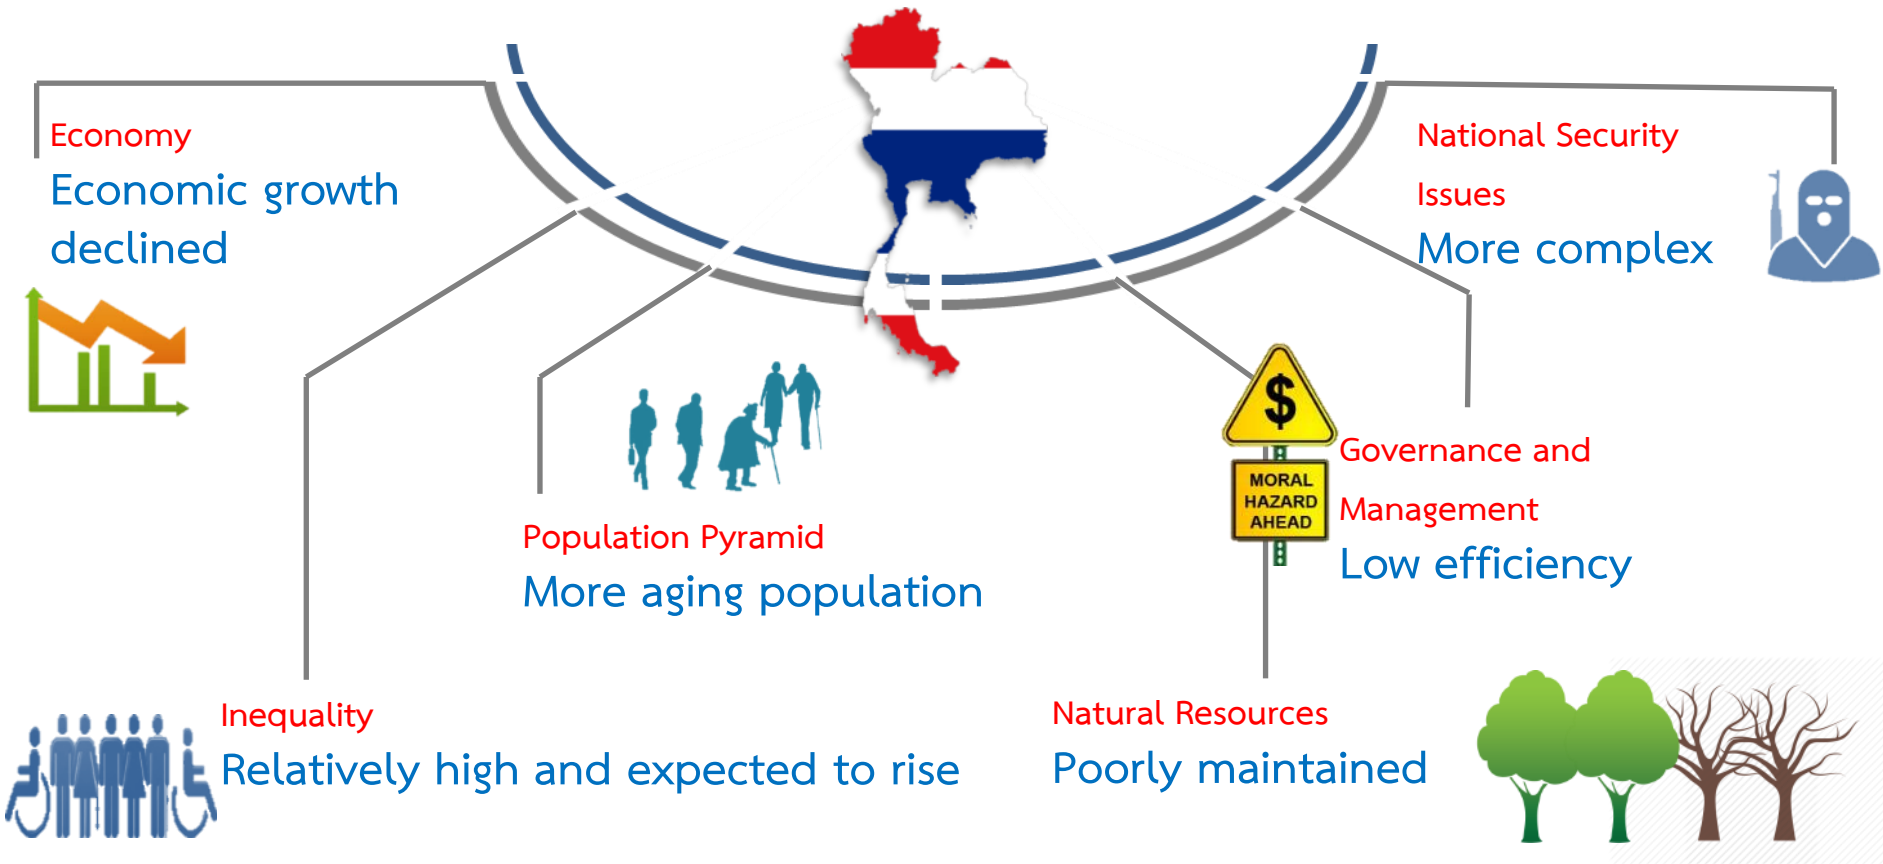 Economy
Economic growth
declined
National Security
Issues
More complex
$
MORAL
HAZARD
AHEAD
Governance and
Management
Low efficiency
Population Pyramid
More aging population
Inequality
Relatively high and expected to rise
Natural Resources
Poorly maintained